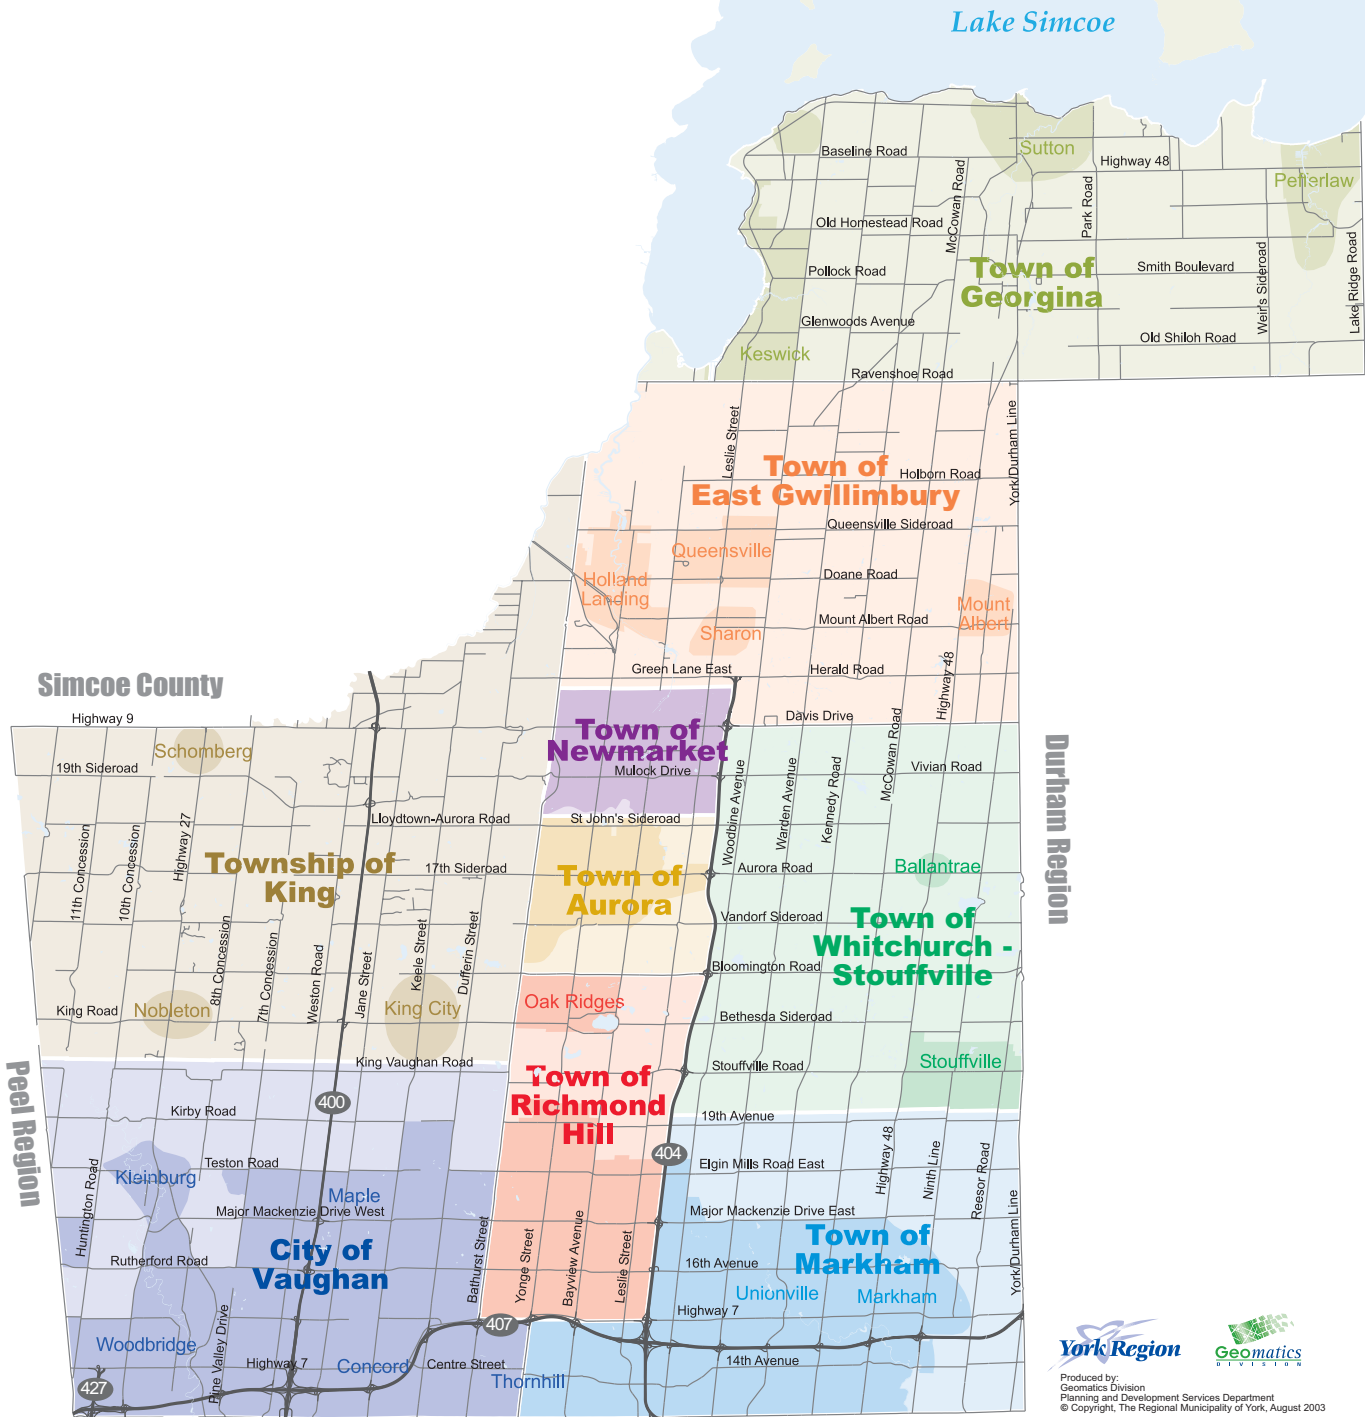 Lake Simcoe
Sutton
Baseline Road
Highway 48
Pefferlaw
McCowan Road
Park Road
Old Homestead Road
Pollock Road
Town of
Georgina
Smith Boulevard
Weir's Sideroad
Lake Ridge Road
Glenwoods Avenue
Old Shiloh Road
Keswick
Ravenshoe Road
Leslie Street
York/Durham Line
Town of
East Gwillimbury
Holborn Road
Queensville Sideroad
Queensville
Doane Road
Holland
Landing
Mount
Albert
Mount Albert Road
Sharon
Green Lane East
Herald Road
Highway 48
Simcoe County
Highway 9
Davis Drive
McCowan Road
Town of
Newmarket
Schomberg
19th Sideroad
Mulock Drive
Vivian Road
Durham Region
Woodbine Avenue
Warden Avenue
Kennedy Road
Lloydtown-Aurora Road
St John's Sideroad
11th Concession
10th Concession
Highway 27
Township of
King
17th Sideroad
Town of
Aurora
Aurora Road
Ballantrae
Vandorf Sideroad
Town of
Whitchurch -
Stouffville
8th Concession
7th Concession
Weston Road
Jane Street
Keele Street
Dufferin Street
Bloomington Road
King Road
Nobleton
King City
Oak Ridges
Bethesda Sideroad
King Vaughan Road
Stouffville Road
Stouffville
Peel Region
Town of
Richmond
Hill
400
Kirby Road
19th Avenue
404
Teston Road
Elgin Mills Road East
Highway 48
Ninth Line
Reesor Road
Kleinburg
Maple
Huntington Road
Major Mackenzie Drive West
Major Mackenzie Drive East
York/Durham Line
City of
Vaughan
Town of
Markham
Rutherford Road
Bathurst Street
Yonge Street
Bayview Avenue
Leslie Street
16th Avenue
Unionville
Markham
Highway 7
407
Woodbridge
Pine Valley Drive
Highway 7
Concord
Centre Street
14th Avenue
Thornhill
427
York Region
Geomatics
DIVISION
Produced by:
Geomatics Division
Planning and Development Services Department
© Copyright, The Regional Municipality of York, August 2003